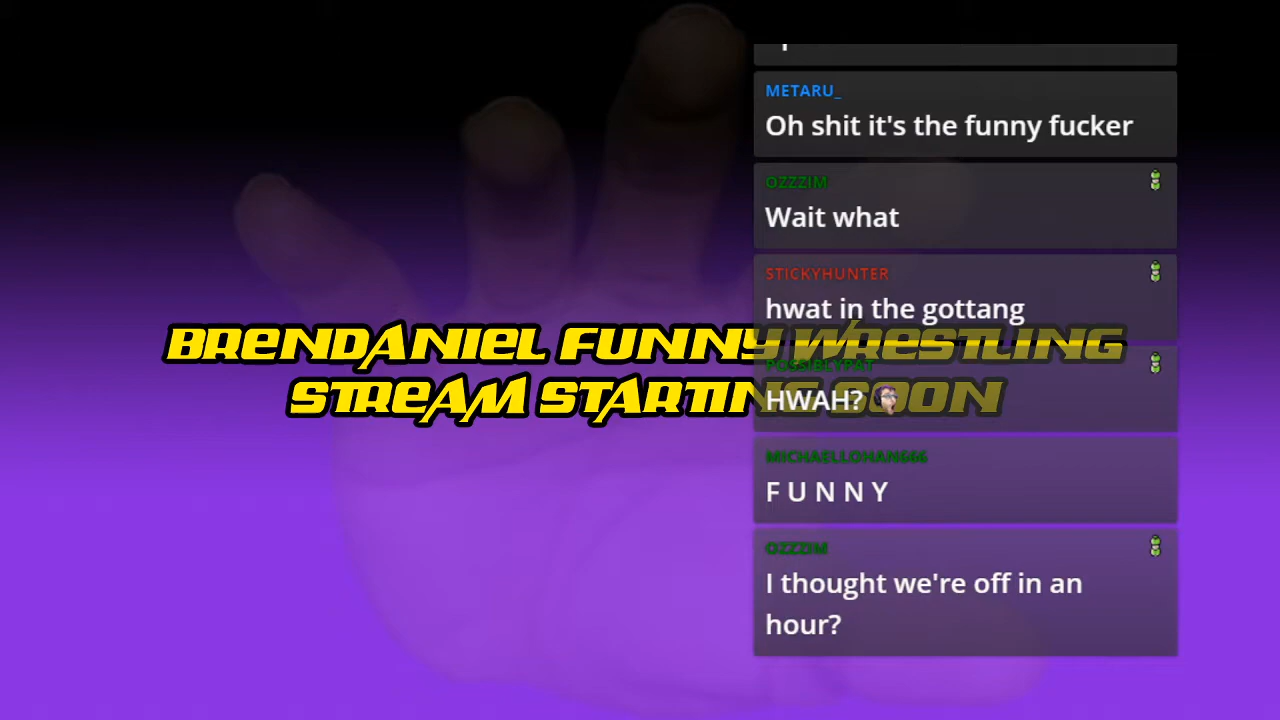 METARU_
Oh shit it's the funny fucker
OZZZIM
Wait what
STICKYHUNTER
hwat in the gottang
BRENDANIEL FUNNY WRESTLING
STREAM STARTING SOON
POSSIBLYPAT
HWAH?
MICHAELLOHAN666
F U N N Y
OZZZIM
I thought we're off in an
hour?